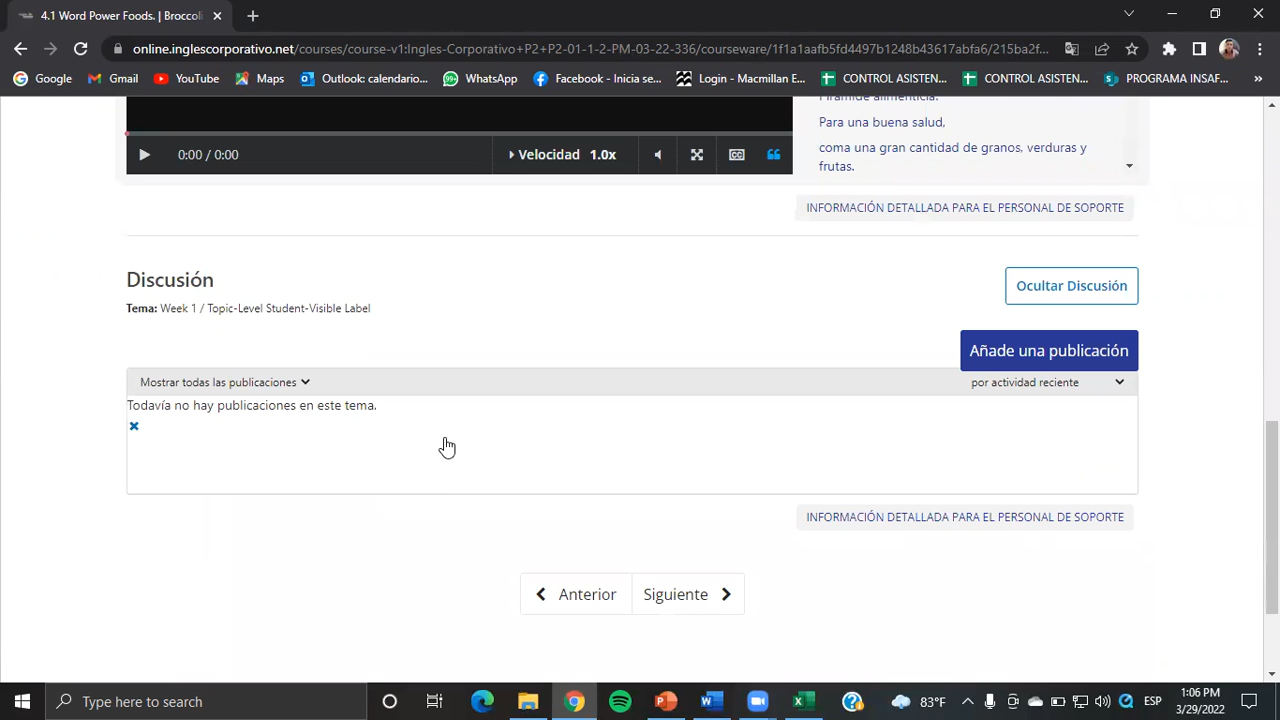 4.1 Word Power Foods. | Broccoli
online.inglescorporativo.net/courses/course-v1:Ingles-Corporativo+P2+P2-01-1-2-PM-03-22-336/courseware/1f1a1aafb5fd4497b1248b43617abfa6/215ba2f...
Google Gmail YouTube Maps Outlook: calendario... WhatsApp Facebook - Inicia se... Login - Macmillan E... CONTROL ASISTEN... CONTROL ASISTEN... PROGRAMA INSAF... »
Pirámide alimenticia.
Para una buena salud,
coma una gran cantidad de granos, verduras y
frutas.
0:00 / 0:00 Velocidad 1.0x
INFORMACIÓN DETALLADA PARA EL PERSONAL DE SOPORTE
Discusión
Ocultar Discusión
Tema: Week 1 / Topic-Level Student-Visible Label
Añade una publicación
Mostrar todas las publicaciones por actividad reciente
Todavía no hay publicaciones en este tema.
INFORMACIÓN DETALLADA PARA EL PERSONAL DE SOPORTE
Anterior Siguiente
Type here to search 83°F ESP 1:06 PM
3/29/2022